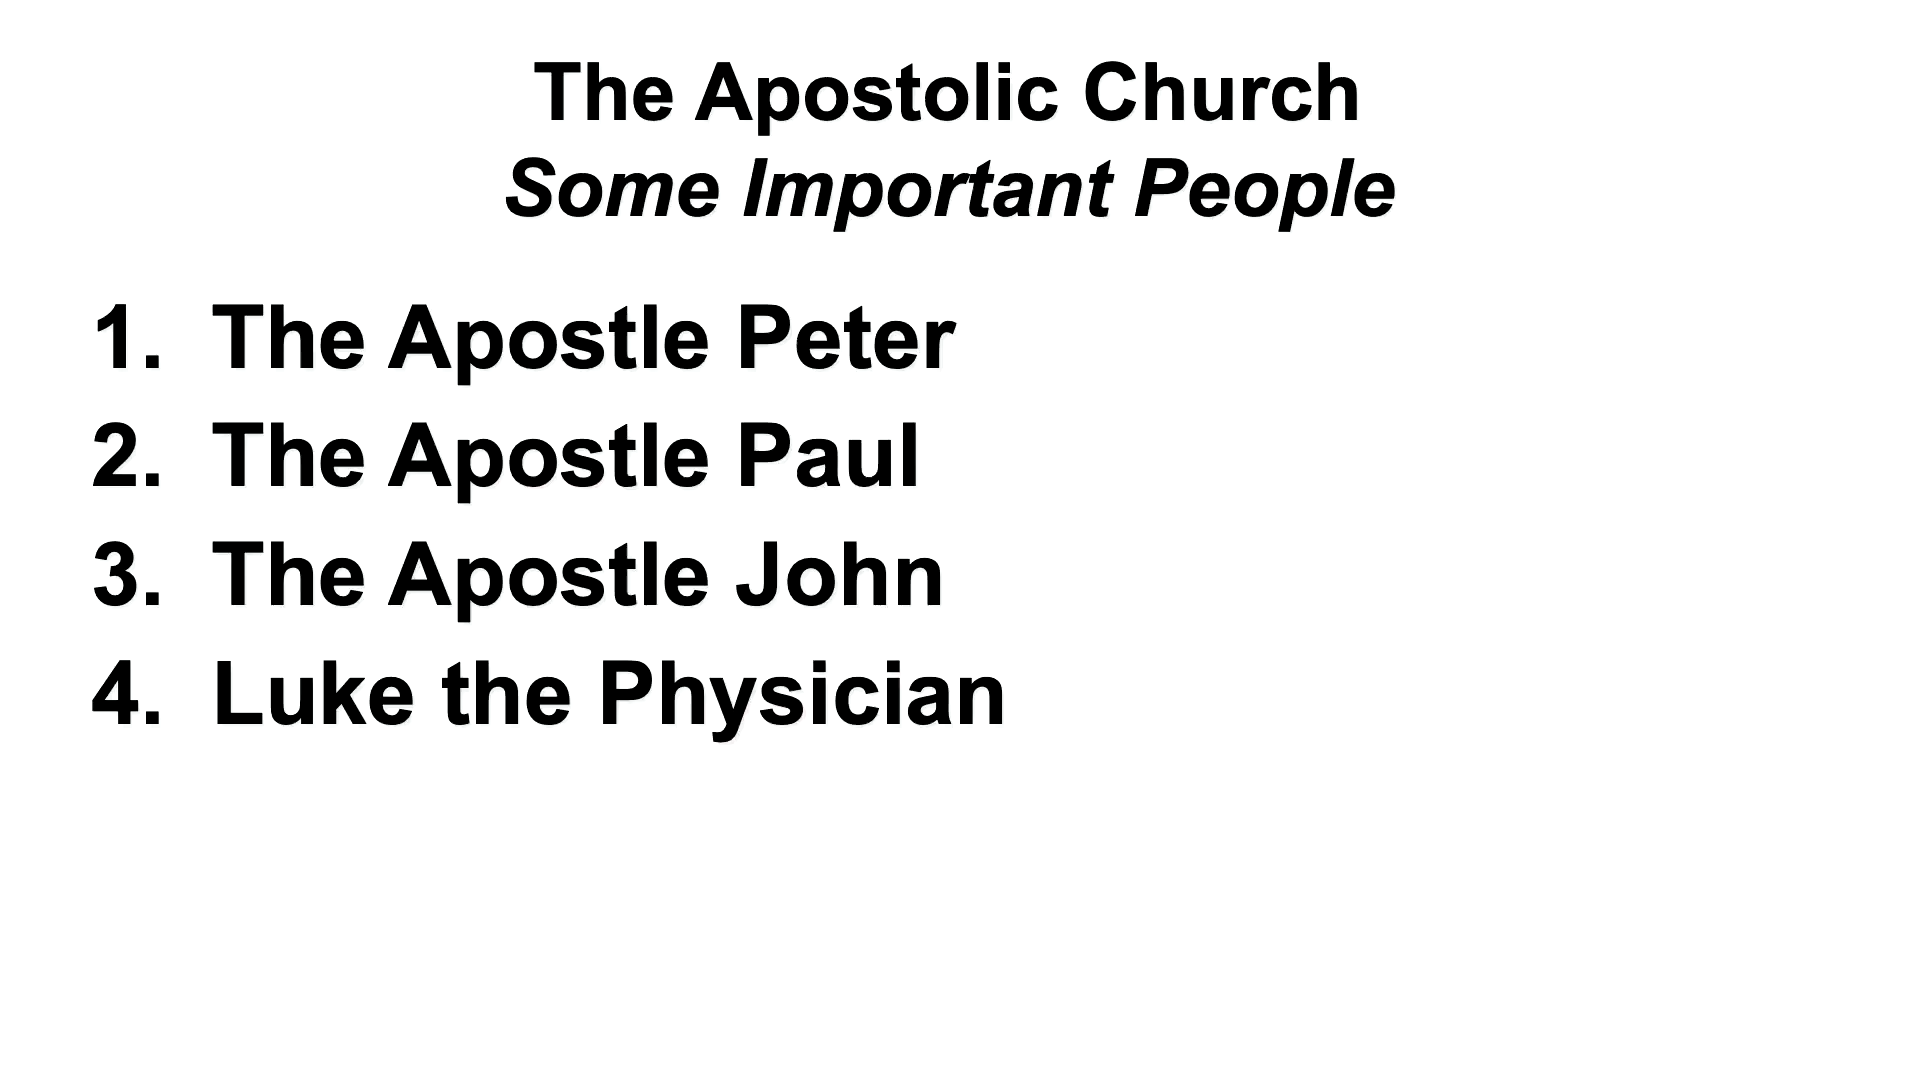 The Apostolic Church
Some Important People
1. The Apostle Peter
2. The Apostle Paul
3. The Apostle John
4. Luke the Physician